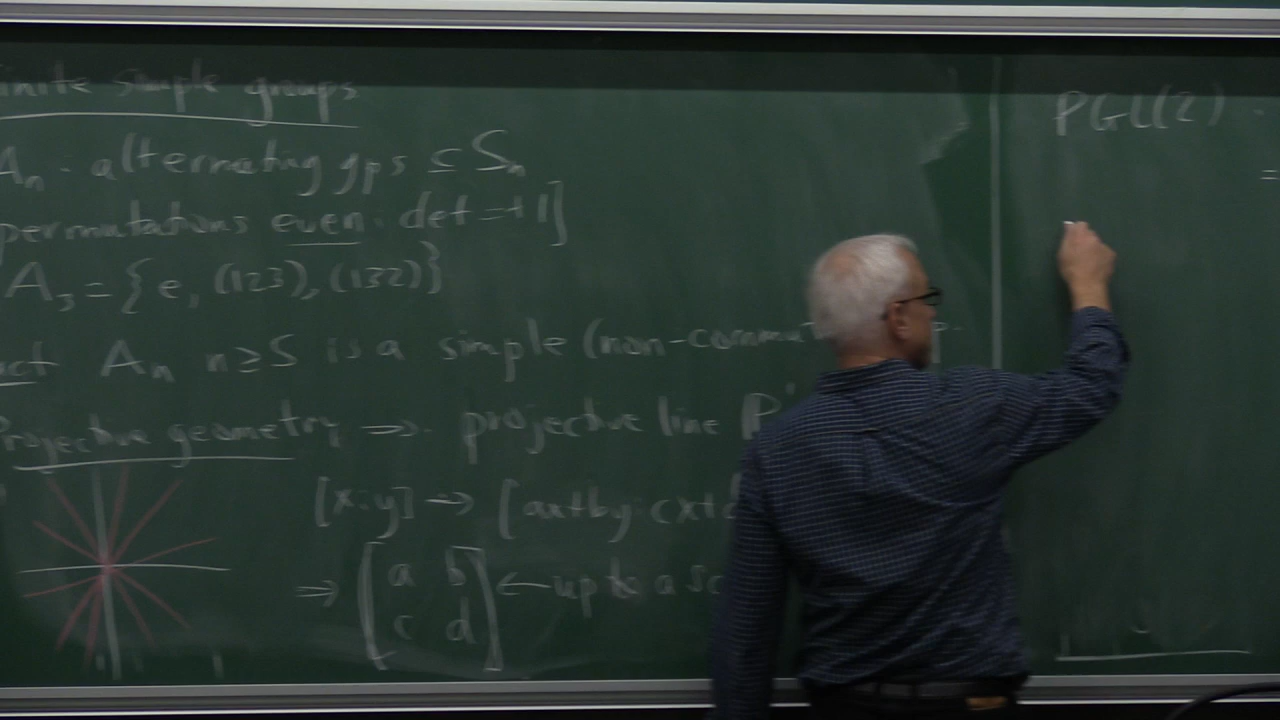 inite simple groups
An. alternating gps ⊆ Sn
permutations even. det = +1]
A3 = {e, (123), (132)}
act An n≥5 is a simple (non-commu
Projective geometry ⇒. projective line P'
[x:y] → [ax+by: cx+d
⇒ [a b
c d] ← up to a sc
PGL(2)
=